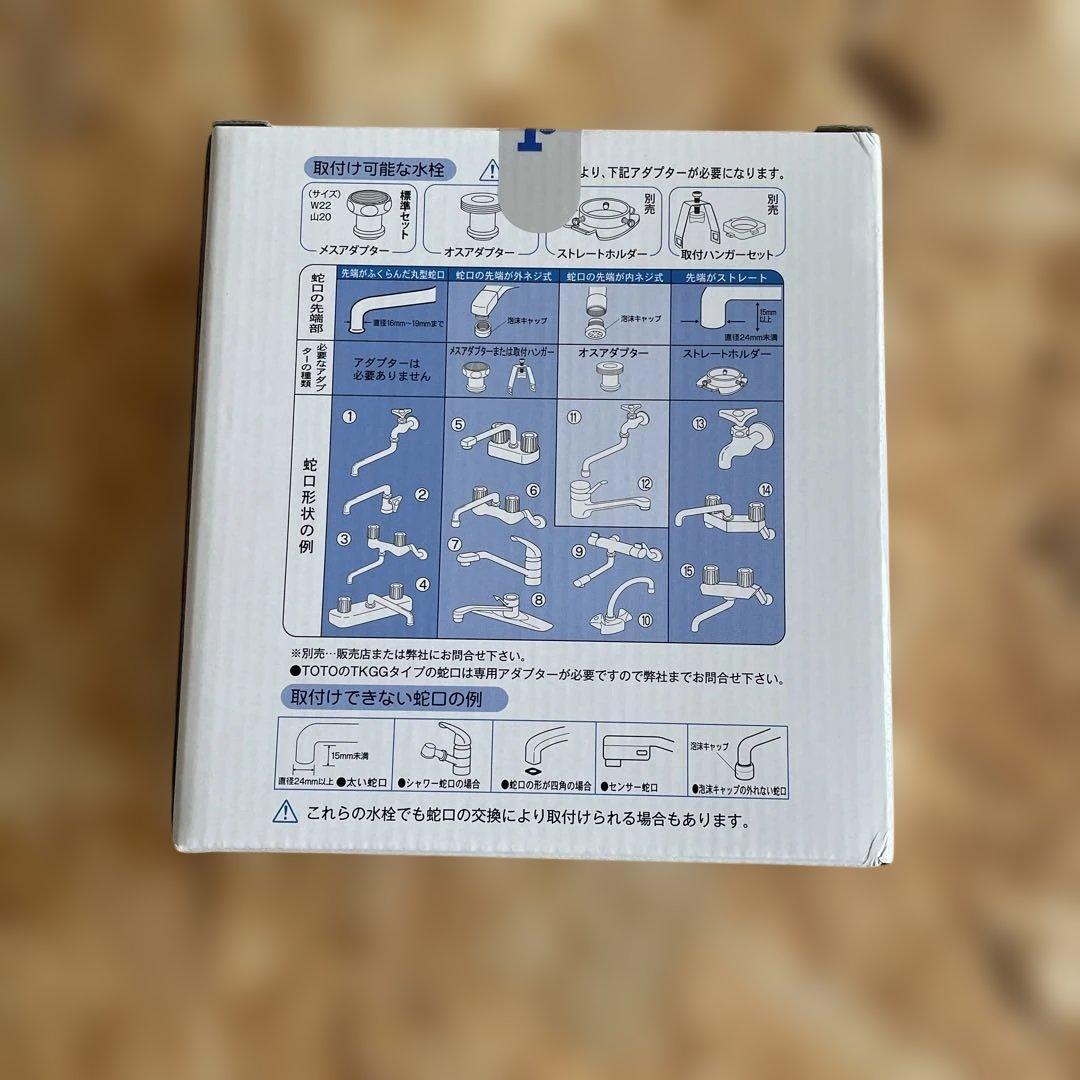 取付け可能な水栓
より、下記アダプターが必要になります。
(サイズ)
W22
山20
標準セット
メスアダプター
オスアダプター
別売
ストレートホルダー
別売
取付ハンガーセット
蛇口の先端部
先端がふくらんだ丸型蛇口
蛇口の先端が外ネジ式
蛇口の先端が内ネジ式
先端がストレート
直径16mm〜19mmまで
泡沫キャップ
泡沫キャップ
15mm
以上
直径24mm未満
必要なアダプ
ターの種類
アダプターは
必要ありません
メスアダプターまたは取付ハンガー
オスアダプター
ストレートホルダー
蛇口形状の例
①
②
③
④
⑤
⑥
⑦
⑧
⑪
⑫
⑨
⑩
⑬
⑭
⑮
※別売…販売店または弊社にお問合せ下さい。
●TOTOのTKGGタイプの蛇口は専用アダプターが必要ですので弊社までお問合せ下さい。
取付けできない蛇口の例
15mm未満
直径24mm以上
●太い蛇口
●シャワー蛇口の場合
●蛇口の形が四角の場合
●センサー蛇口
泡沫キャップ
●泡沫キャップの外れない蛇口
これらの水栓でも蛇口の交換により取付けられる場合もあります。